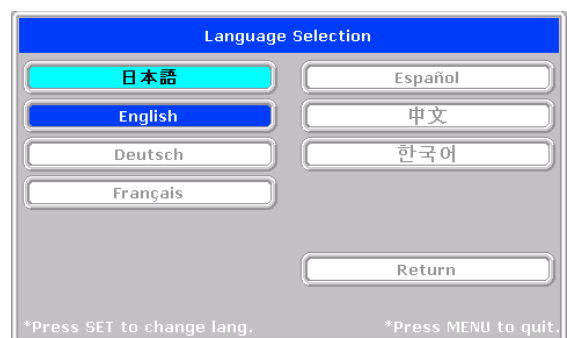 Language Selection
日本語
Español
English
中文
Deutsch
한국어
Français
Return
*Press SET to change lang.
*Press MENU to quit.